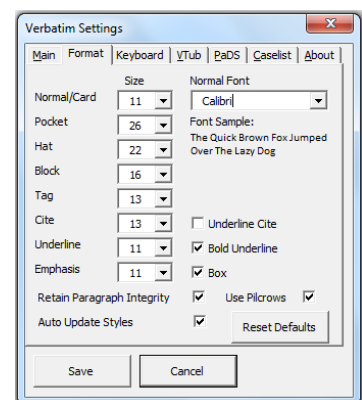 Verbatim Settings
Main Format Keyboard VTub PaDS Caselist About
Size Normal Font
Normal/Card 11 Calibri
Pocket 26 Font Sample:
The Quick Brown Fox Jumped
Hat 22 Over The Lazy Dog
Block 16
Tag 13
Cite 13 Underline Cite
Underline 11 Bold Underline
Emphasis 11 Box
Retain Paragraph Integrity Use Pilcrows
Auto Update Styles Reset Defaults
Save Cancel